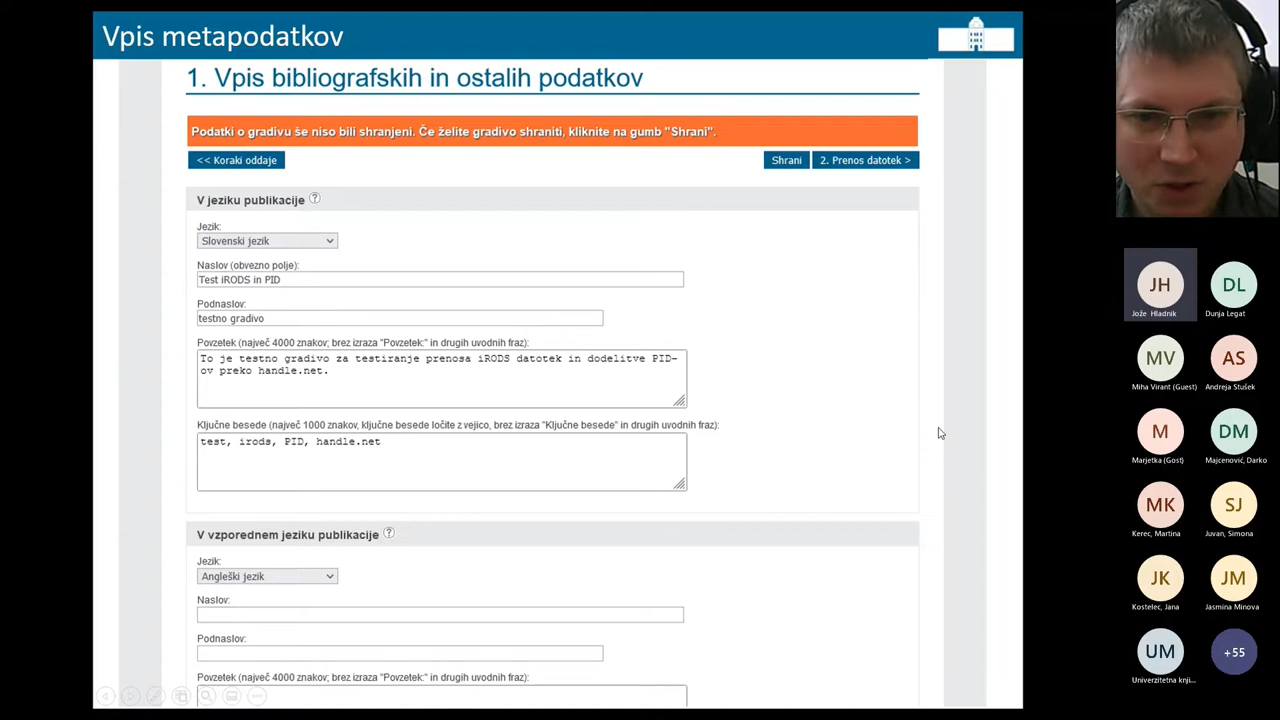 Vpis metapodatkov
1. Vpis bibliografskih in ostalih podatkov
Podatki o gradivu še niso bili shranjeni. Če želite gradivo shraniti, kliknite na gumb "Shrani".
<< Koraki oddaje
Shrani
2. Prenos datotek >
V jeziku publikacije ?
Jezik:
Slovenski jezik
Naslov (obvezno polje):
Test iRODS in PID
Podnaslov:
testno gradivo
Povzetek (največ 4000 znakov; brez izraza "Povzetek:" in drugih uvodnih fraz):
To je testno gradivo za testiranje prenosa iRODS datotek in dodelitve PID-
ov preko handle.net.
Ključne besede (največ 1000 znakov, ključne besede ločite z vejico, brez izraza "Ključne besede" in drugih uvodnih fraz):
test, irods, PID, handle.net
V vzporednem jeziku publikacije ?
Jezik:
Angleški jezik
Naslov:
Podnaslov:
Povzetek (največ 4000 znakov; brez izraza "Povzetek:" in drugih uvodnih fraz):
JH
DL
Jože Hladnik
Dunja Legat
MV
AS
Miha Virant (Guest)
Andreja Stušek
M
DM
Marjetka (Gost)
Majcenović, Darko
MK
SJ
Kerec, Martina
Juvan, Simona
JK
JM
Kostelec, Jana
Jasmina Minova
UM
+55
Univerzitetna knji...